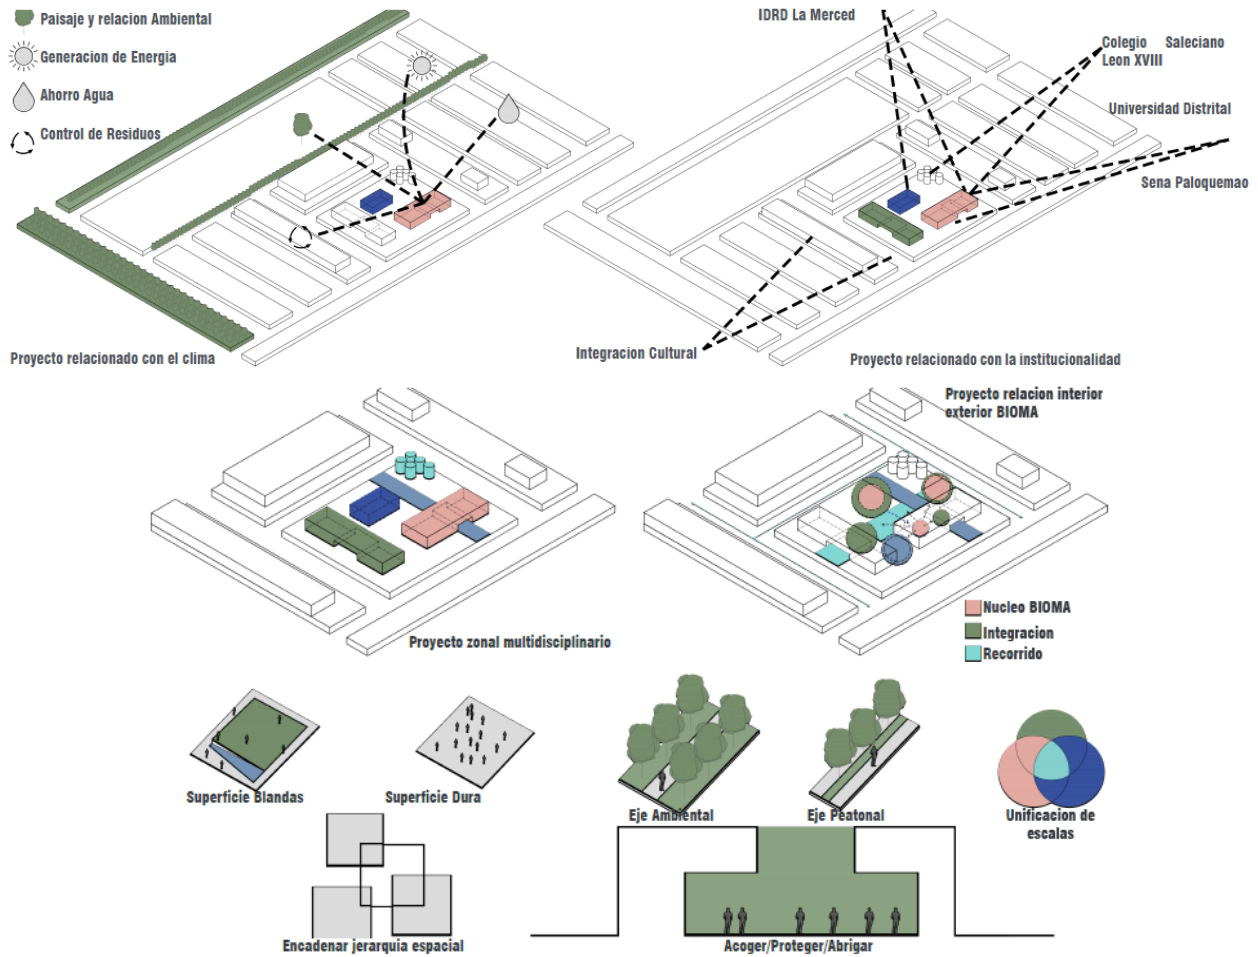 Paisaje y relacion Ambiental
Generacion de Energia
Ahorro Agua
Control de Residuos
Proyecto relacionado con el clima
IDRD La Merced
Colegio Saleciano
Leon XVIII
Universidad Distrital
Sena Paloquemao
Integracion Cultural
Proyecto relacionado con la institucionalidad
Proyecto zonal multidisciplinario
Proyecto relacion interior
exterior BIOMA
Nucleo BIOMA
Integracion
Recorrido
Superficie Blandas
Superficie Dura
Eje Ambiental
Eje Peatonal
Unificacion de
escalas
Encadenar jerarquia espacial
Acoger/Proteger/Abrigar